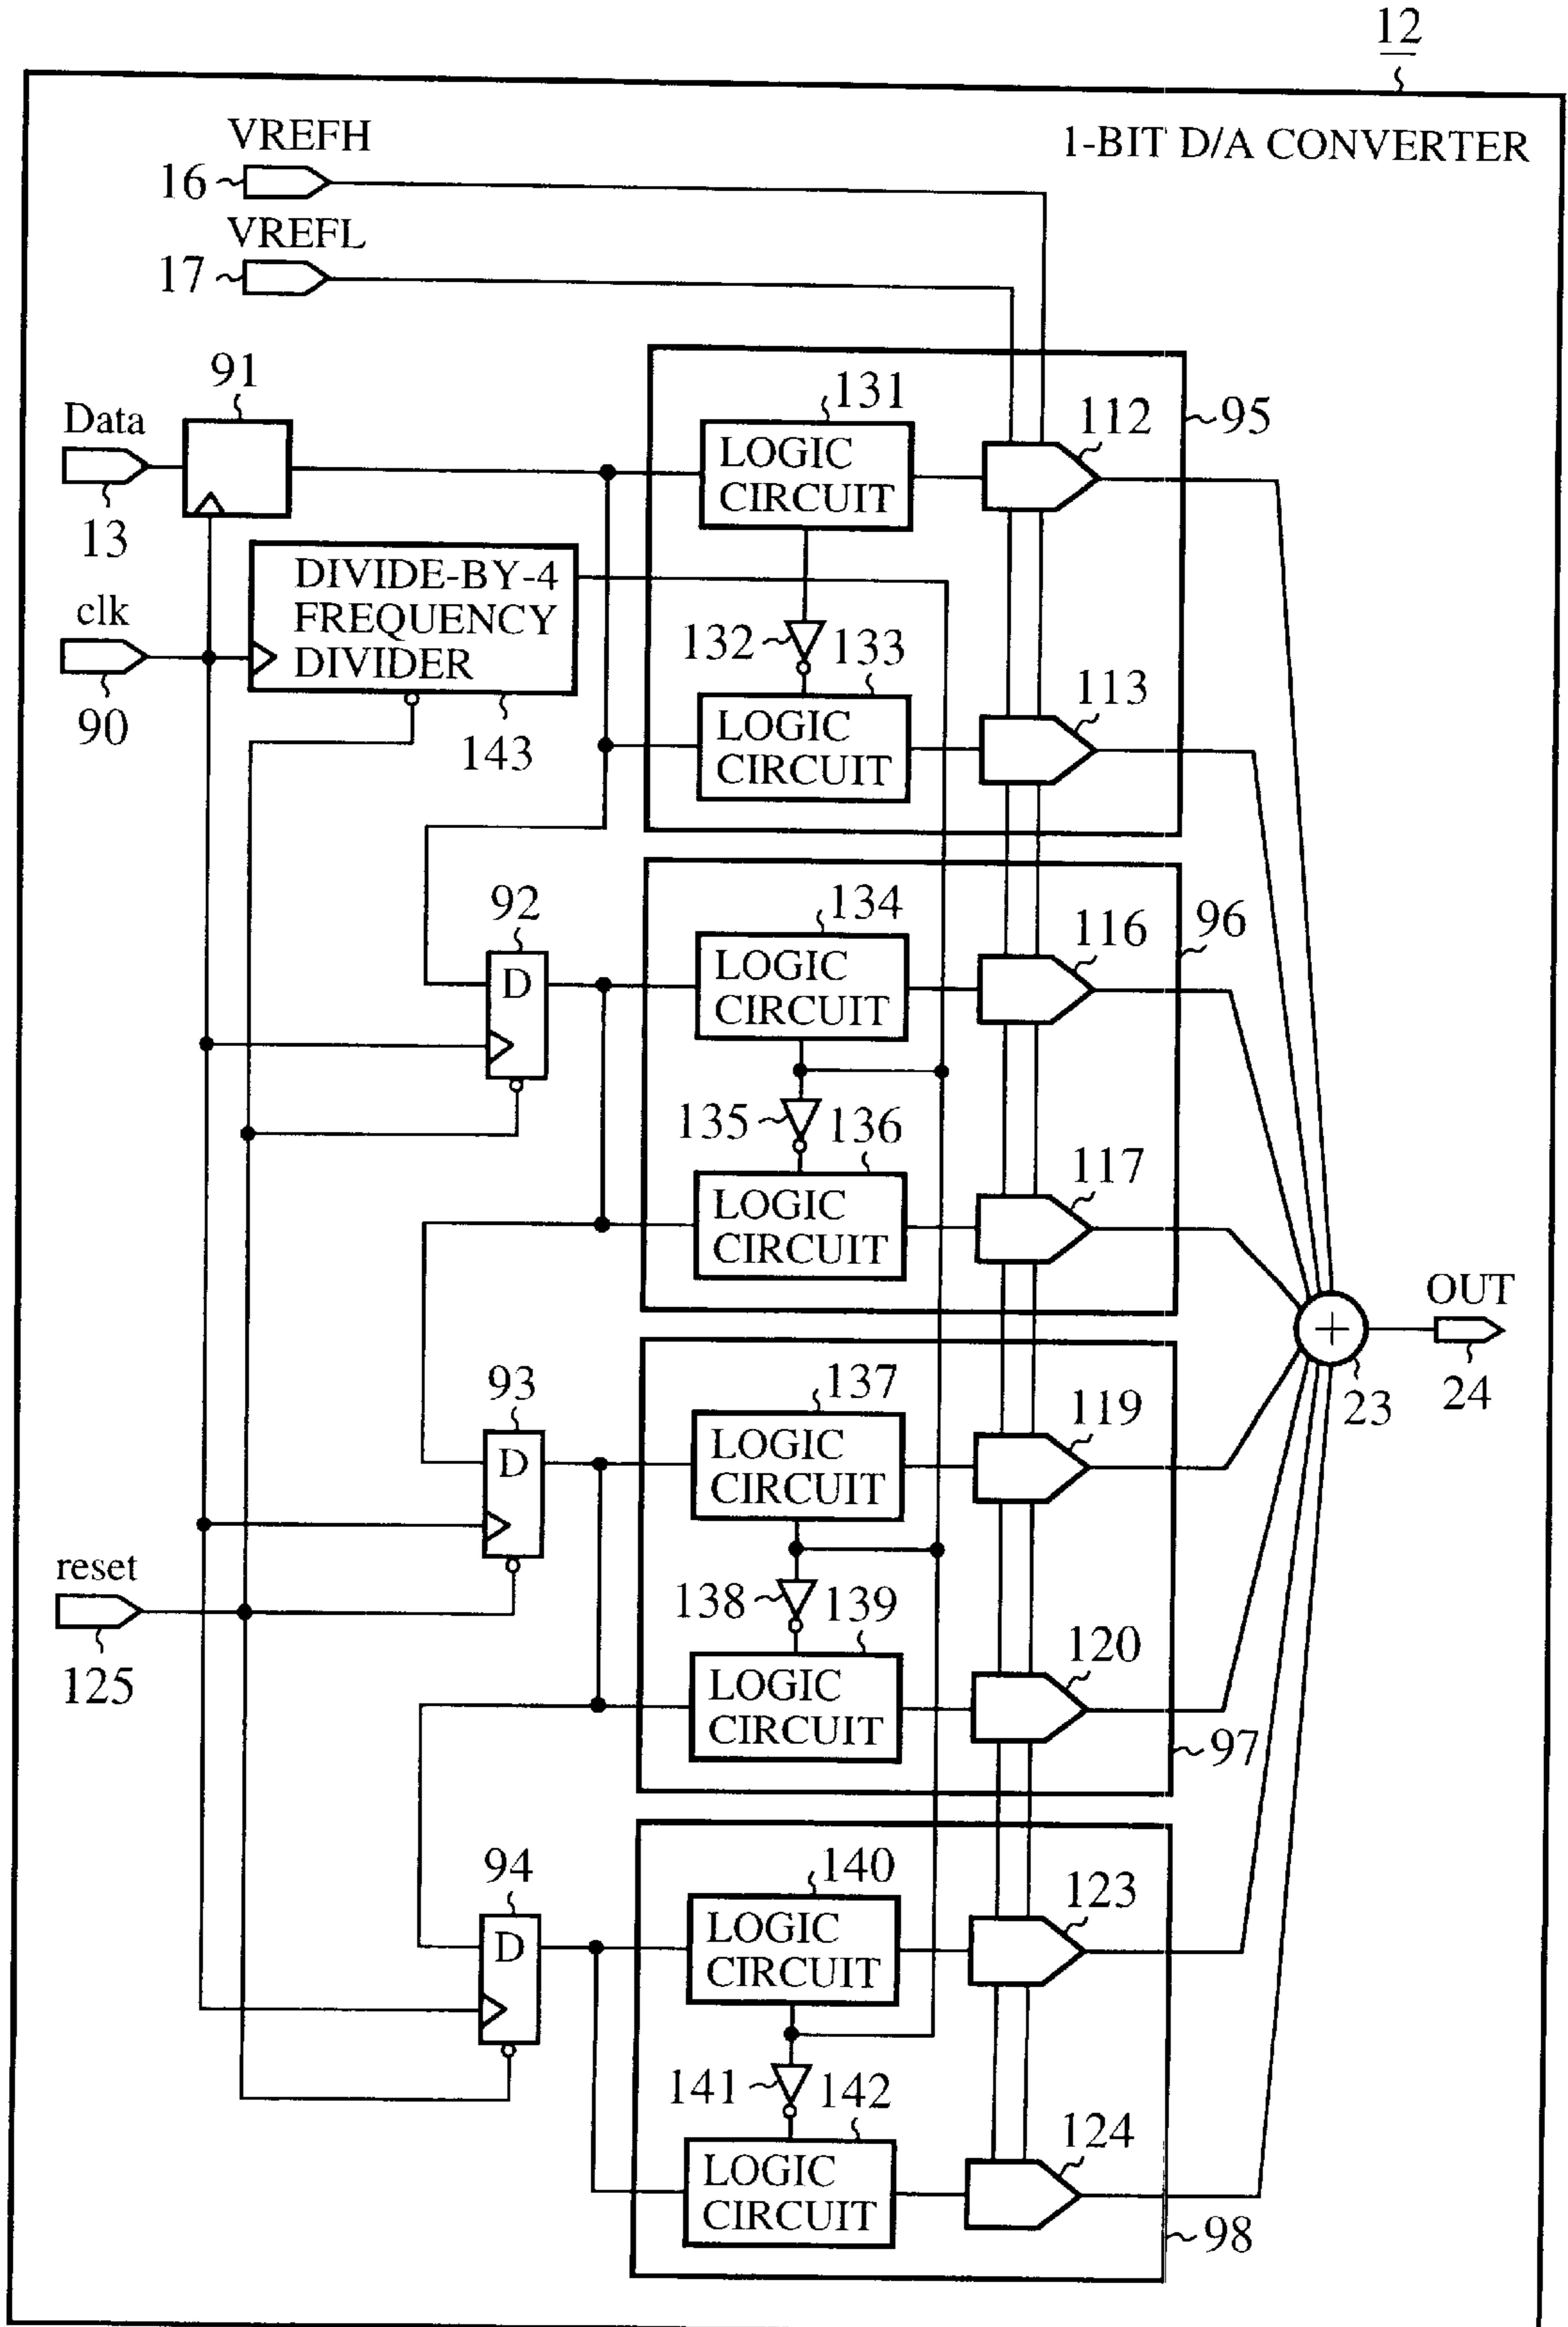 12
1-BIT D/A CONVERTER
VREFH
16
VREFL
17
91
Data
13
131
LOGIC
CIRCUIT
112
95
DIVIDE-BY-4
FREQUENCY
DIVIDER
clk
90
143
132
133
LOGIC
CIRCUIT
113
92
D
134
LOGIC
CIRCUIT
116
96
135
136
LOGIC
CIRCUIT
117
+
OUT
23
24
93
D
137
LOGIC
CIRCUIT
119
reset
125
138
139
LOGIC
CIRCUIT
120
97
94
D
140
LOGIC
CIRCUIT
123
141
142
LOGIC
CIRCUIT
124
98